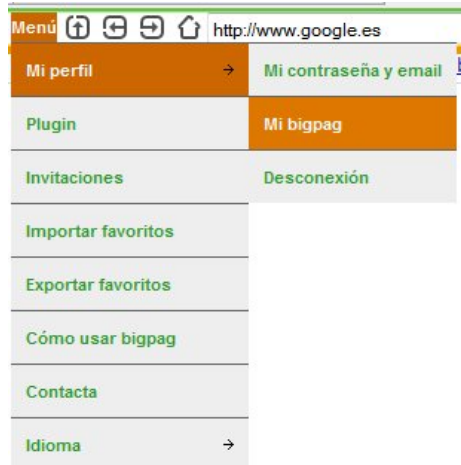 Menú http://www.google.es
Mi perfil → Mi contraseña y email
Plugin Mi bigpag
Invitaciones Desconexión
Importar favoritos
Exportar favoritos
Cómo usar bigpag
Contacta
Idioma →